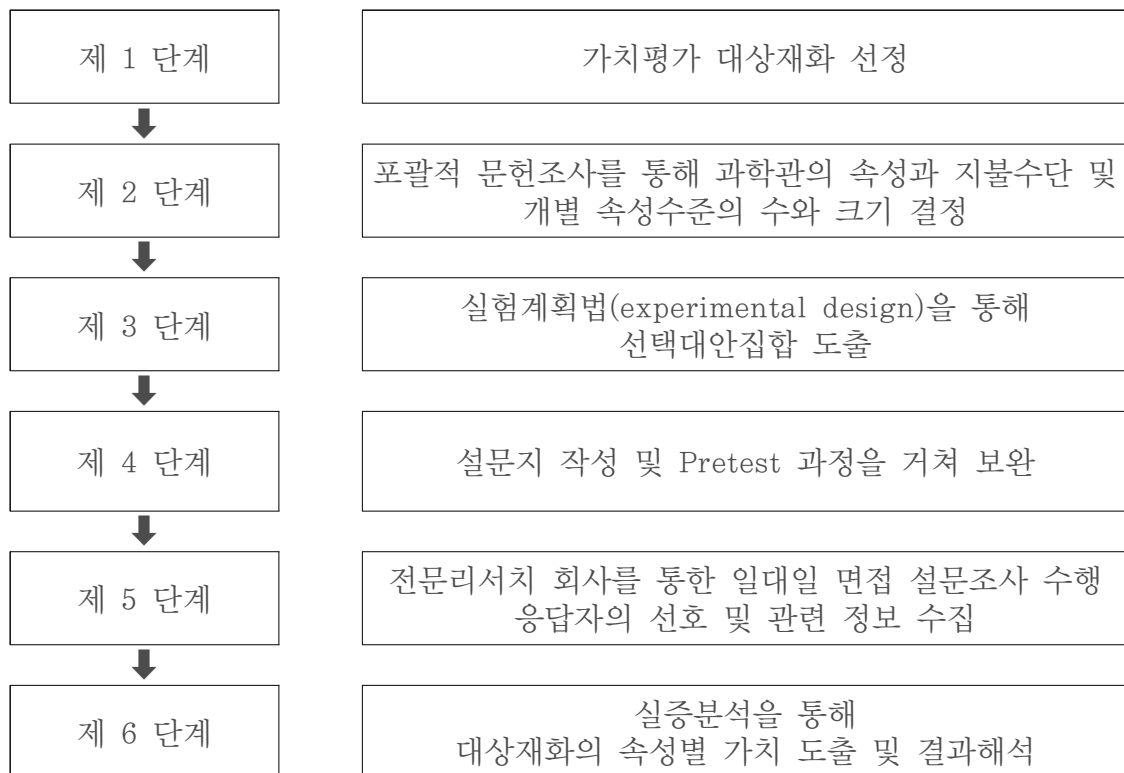 제 1 단계
가치평가 대상재화 선정
제 2 단계
포괄적 문헌조사를 통해 과학관의 속성과 지불수단 및
개별 속성수준의 수와 크기 결정
제 3 단계
실험계획법(experimental design)을 통해
선택대안집합 도출
제 4 단계
설문지 작성 및 Pretest 과정을 거쳐 보완
제 5 단계
전문리서치 회사를 통한 일대일 면접 설문조사 수행
응답자의 선호 및 관련 정보 수집
제 6 단계
실증분석을 통해
대상재화의 속성별 가치 도출 및 결과해석